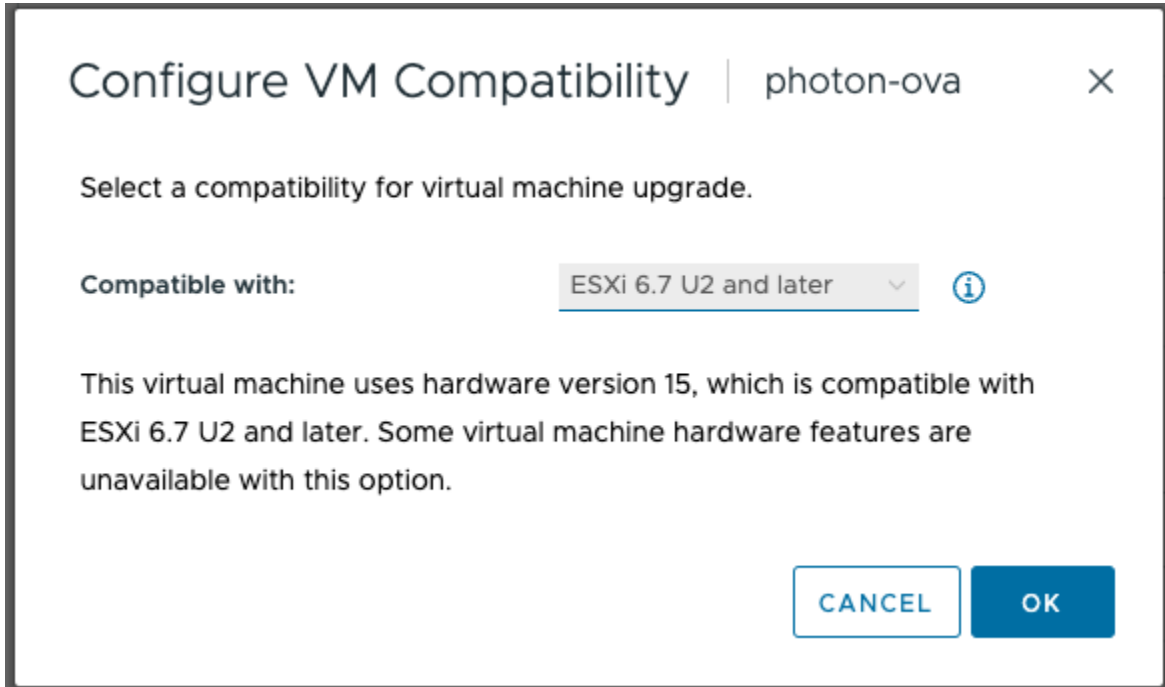 Configure VM Compatibility photon-ova
Select a compatibility for virtual machine upgrade.
Compatible with: ESXi 6.7 U2 and later
This virtual machine uses hardware version 15, which is compatible with
ESXi 6.7 U2 and later. Some virtual machine hardware features are
unavailable with this option.
CANCEL OK